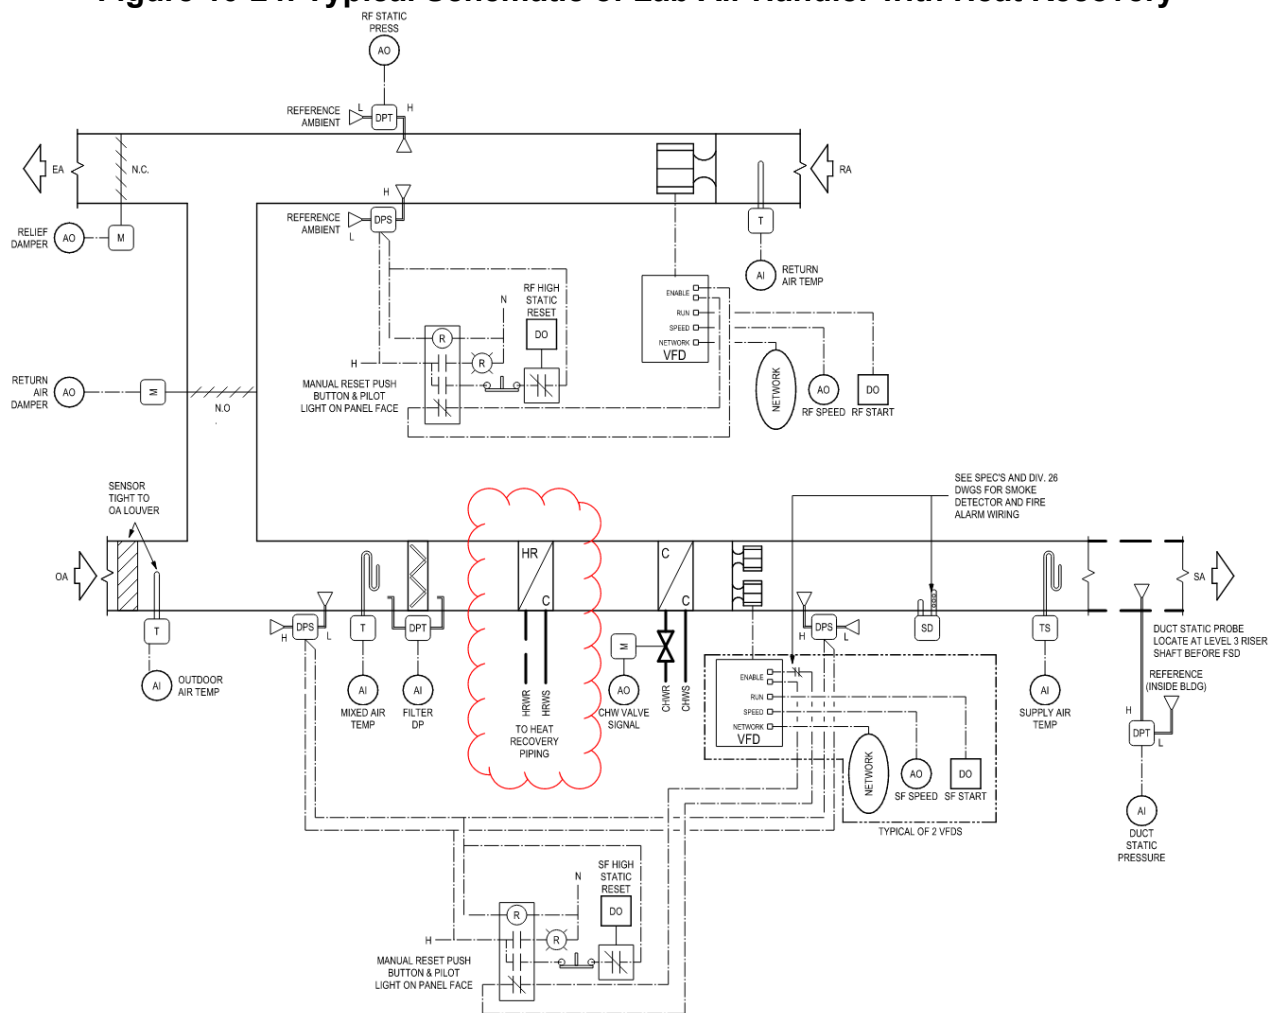 RF STATIC
PRESS
AO
REFERENCE
AMBIENT
L
H
DPT
EA
N.C.
RA
RELIEF
DAMPER
AO
M
REFERENCE
AMBIENT
H
L
DPS
T
AI
RETURN
AIR TEMP
RF HIGH
STATIC
RESET
DO
N
R
H
R
MANUAL RESET PUSH
BUTTON & PILOT
LIGHT ON PANEL FACE
ENABLE
RUN
SPEED
NETWORK
VFD
NETWORK
AO
RF SPEED
DO
RF START
RETURN
AIR
DAMPER
AO
M
N.O
.
SENSOR
TIGHT TO
OA LOUVER
SEE SPEC'S AND DIV. 26
DWGS FOR SMOKE
DETECTOR AND FIRE
ALARM WIRING
OA
HR
C
C
C
SA
T
AI
OUTDOOR
AIR TEMP
H
DPS
L
T
AI
MIXED AIR
TEMP
DPT
AI
FILTER
DP
HRWR
HRWS
TO HEAT
RECOVERY
PIPING
M
AO
CHW VALVE
SIGNAL
CHWR
CHWS
H
DPS
L
SD
TS
AI
SUPPLY AIR
TEMP
DUCT STATIC PROBE
LOCATE AT LEVEL 3 RISER
SHAFT BEFORE FSD
REFERENCE
(INSIDE BLDG)
H
DPT
L
AI
DUCT
STATIC
PRESSURE
ENABLE
RUN
SPEED
NETWORK
VFD
NETWORK
AO
SF SPEED
DO
SF START
TYPICAL OF 2 VFDS
SF HIGH
STATIC
RESET
DO
N
R
H
R
MANUAL RESET PUSH
BUTTON & PILOT
LIGHT ON PANEL FACE